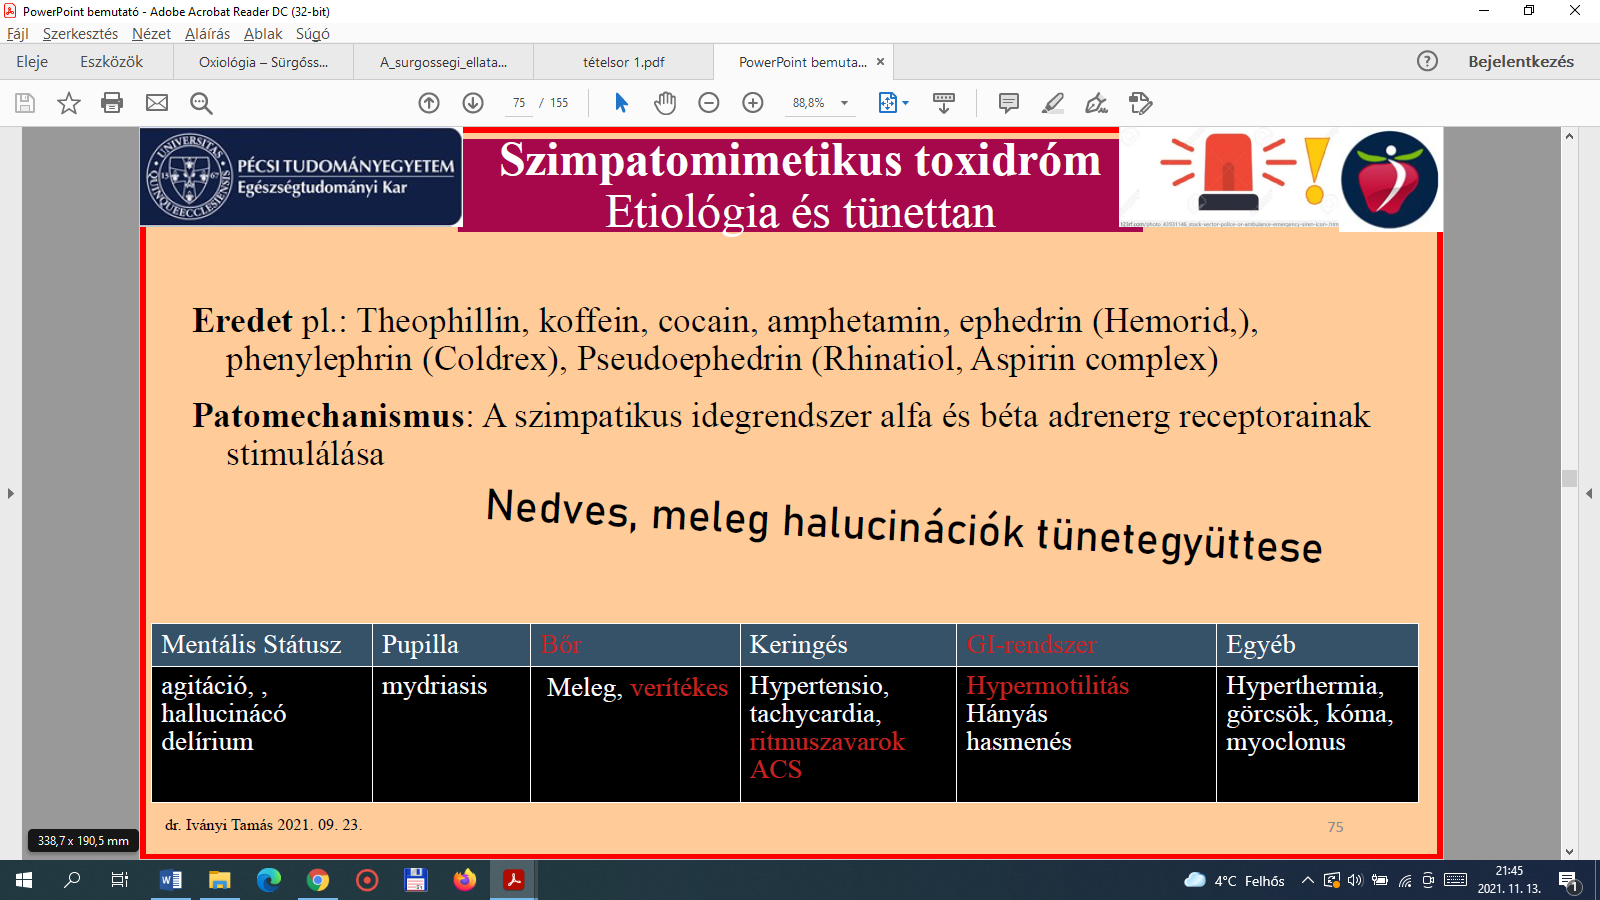 PowerPoint bemutató - Adobe Acrobat Reader DC (32-bit)
Fájl Szerkesztés Nézet Aláírás Ablak Súgó
Eleje Eszközök Oxiológia – Sürgőss... A_surgossegi_ellata... tételsor 1.pdf PowerPoint bemuta... × ? Bejelentkezés
75 / 155 88,8%
UNIVERSITAS QUINQUEECCLESIENSIS 1367
PÉCSI TUDOMÁNYEGYETEM
Egészségtudományi Kar
Szimpatomimetikus toxidróm
Etiológia és tünettan
Eredet pl.: Theophillin, koffein, cocain, amphetamin, ephedrin (Hemorid,),
phenylephrin (Coldrex), Pseudoephedrin (Rhinatiol, Aspirin complex)
Patomechanismus: A szimpatikus idegrendszer alfa és béta adrenerg receptorainak
stimulálása
Nedves, meleg halucinációk tünetegyüttese
Mentális Státusz Pupilla Bőr Keringés GI-rendszer Egyéb
agitáció, ,
hallucinácó
delírium
mydriasis
Meleg, verítékes
Hypertensio,
tachycardia,
ritmuszavarok
ACS
Hypermotilitás
Hányás
hasmenés
Hyperthermia,
görcsök, kóma,
myoclonus
dr. Iványi Tamás 2021. 09. 23.
75
338,7 x 190,5 mm
4°C Felhős
21:45
2021. 11. 13.
1